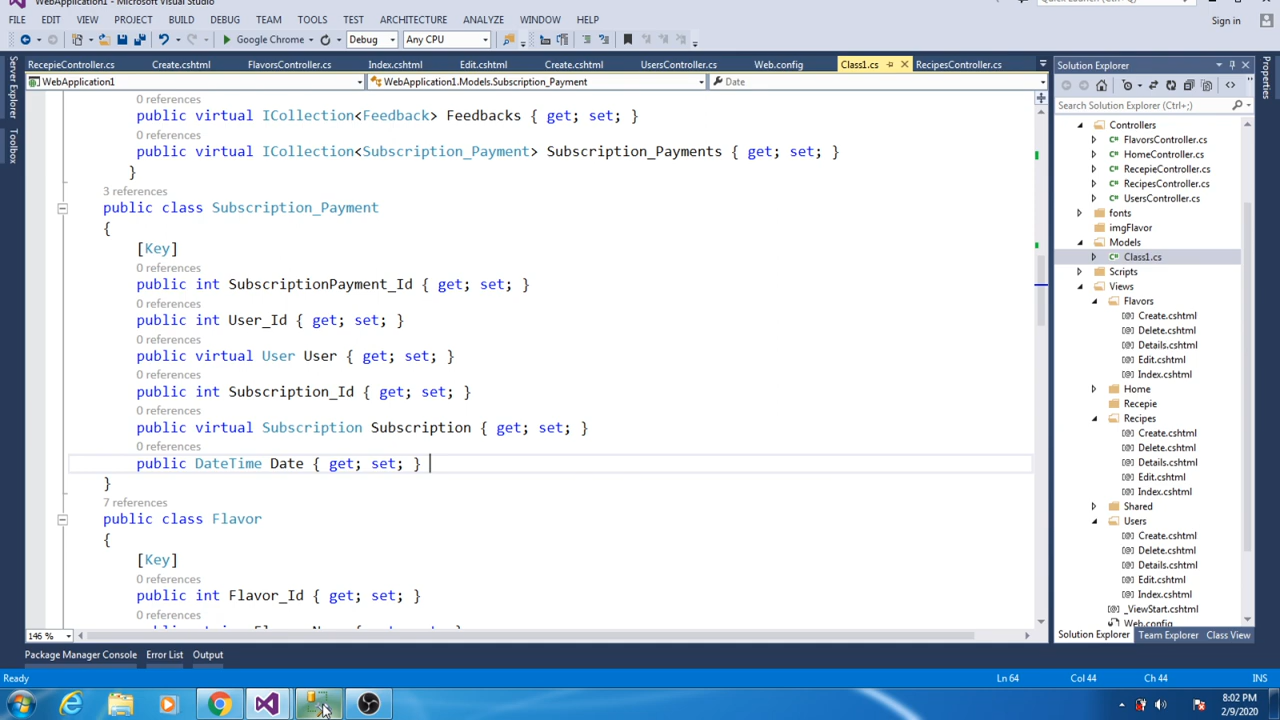 WebApplication1 - Microsoft Visual Studio
Quick Launch (Ctrl+Q)
FILE EDIT VIEW PROJECT BUILD DEBUG TEAM TOOLS TEST ARCHITECTURE ANALYZE WINDOW HELP
Sign in
Google Chrome Debug Any CPU
RecepieController.cs Create.cshtml FlavorsController.cs Index.cshtml Edit.cshtml Create.cshtml UsersController.cs Web.config Class1.cs RecipesController.cs
WebApplication1 WebApplication1.Models.Subscription_Payment Date
Server Explorer
Toolbox
0 references
public virtual ICollection<Feedback> Feedbacks { get; set; }
0 references
public virtual ICollection<Subscription_Payment> Subscription_Payments { get; set; }
}
3 references
public class Subscription_Payment
{
[Key]
0 references
public int SubscriptionPayment_Id { get; set; }
0 references
public int User_Id { get; set; }
0 references
public virtual User User { get; set; }
0 references
public int Subscription_Id { get; set; }
0 references
public virtual Subscription Subscription { get; set; }
0 references
public DateTime Date { get; set; }
}
7 references
public class Flavor
{
[Key]
0 references
public int Flavor_Id { get; set; }
0 references
146 %
Solution Explorer
Search Solution Explorer (Ctrl+;)
Controllers
FlavorsController.cs
HomeController.cs
RecepieController.cs
RecipesController.cs
UsersController.cs
fonts
imgFlavor
Models
Class1.cs
Scripts
Views
Flavors
Create.cshtml
Delete.cshtml
Details.cshtml
Edit.cshtml
Index.cshtml
Home
Recepie
Recipes
Create.cshtml
Delete.cshtml
Details.cshtml
Edit.cshtml
Index.cshtml
Shared
Users
Create.cshtml
Delete.cshtml
Details.cshtml
Edit.cshtml
Index.cshtml
_ViewStart.cshtml
Web.config
Solution Explorer Team Explorer Class View
Properties
Package Manager Console Error List Output
Ready Ln 64 Col 44 Ch 44 INS
8:02 PM
2/9/2020